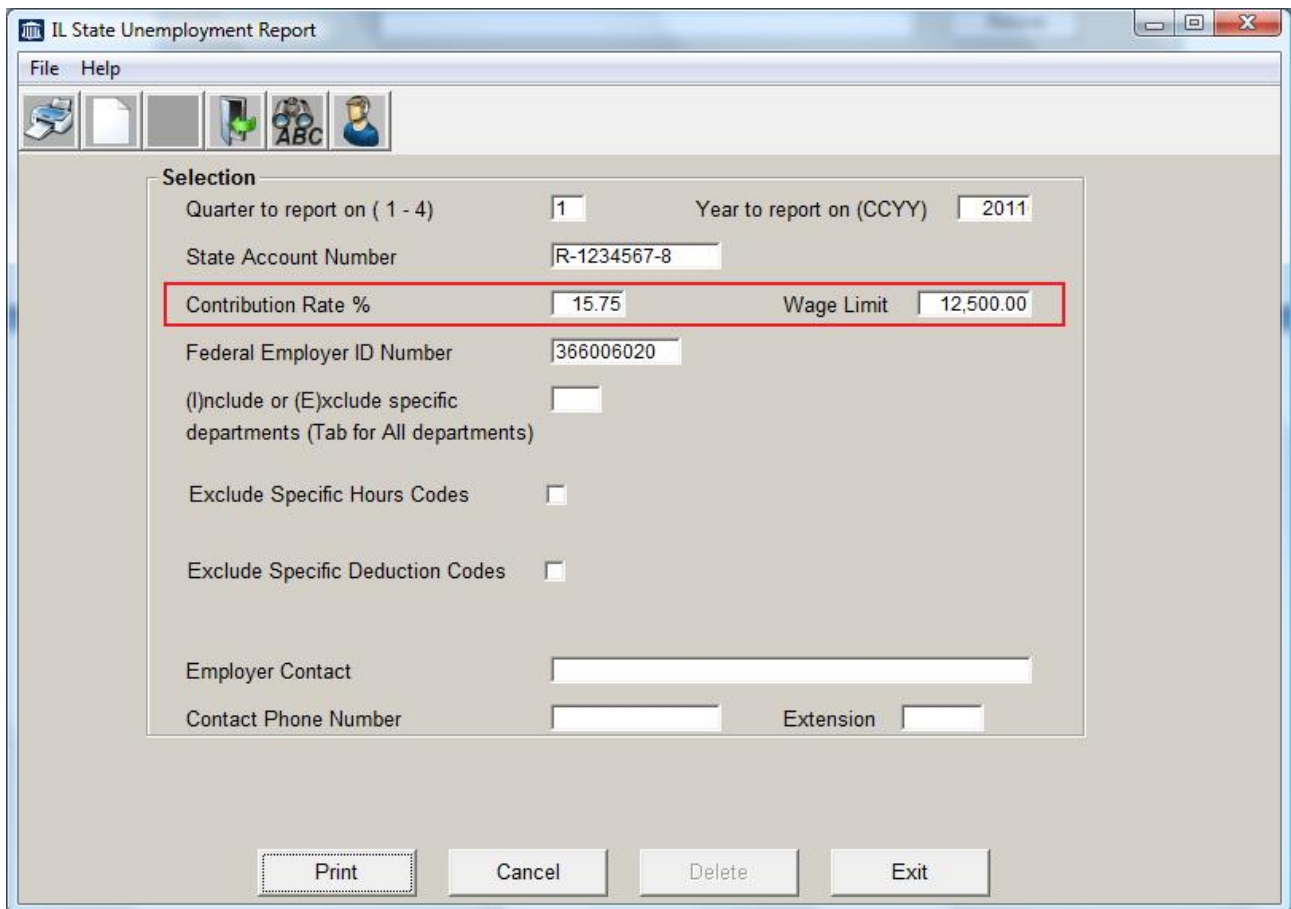 IL State Unemployment Report
File Help
ABC
Selection
Quarter to report on ( 1 - 4) 1 Year to report on (CCYY) 2011
State Account Number R-1234567-8
Contribution Rate % 15.75 Wage Limit 12,500.00
Federal Employer ID Number 366006020
(I)nclude or (E)xclude specific
departments (Tab for All departments)
Exclude Specific Hours Codes
Exclude Specific Deduction Codes
Employer Contact
Contact Phone Number Extension
Print Cancel Delete Exit